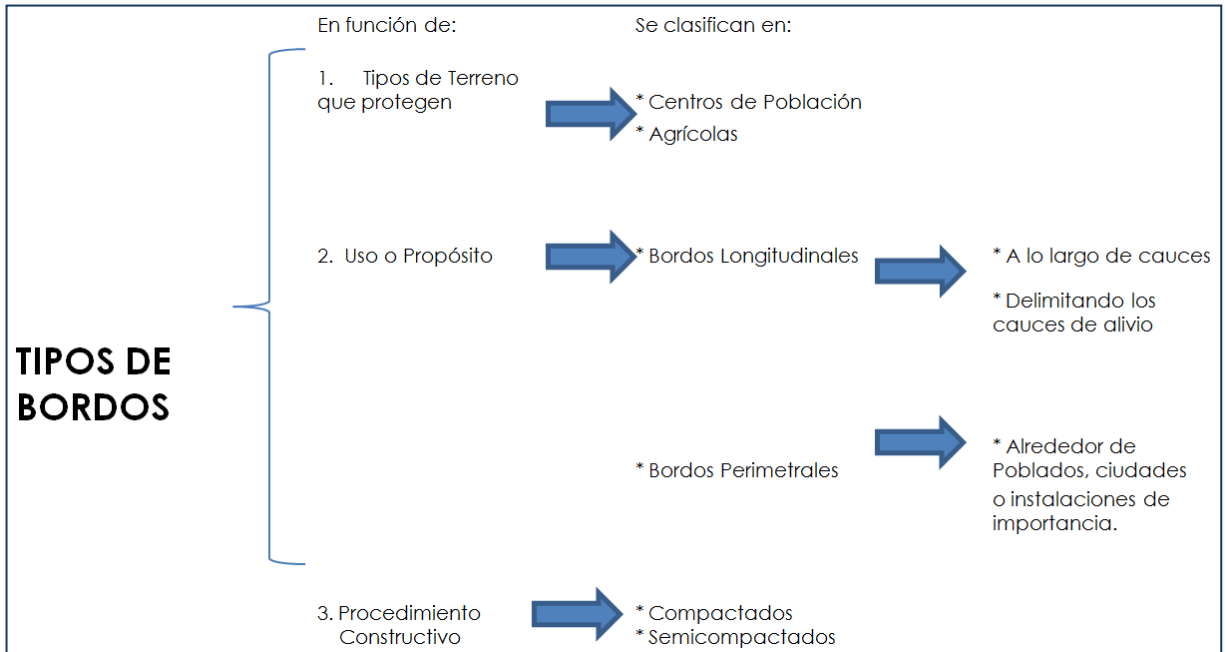 En función de:
Se clasifican en:
1. Tipos de Terreno
que protegen
* Centros de Población
* Agrícolas
2. Uso o Propósito
* Bordos Longitudinales
* A lo largo de cauces
* Delimitando los
cauces de alivio
TIPOS DE
BORDOS
* Bordos Perimetrales
* Alrededor de
Poblados, ciudades
o instalaciones de
importancia.
3. Procedimiento
Constructivo
* Compactados
* Semicompactados